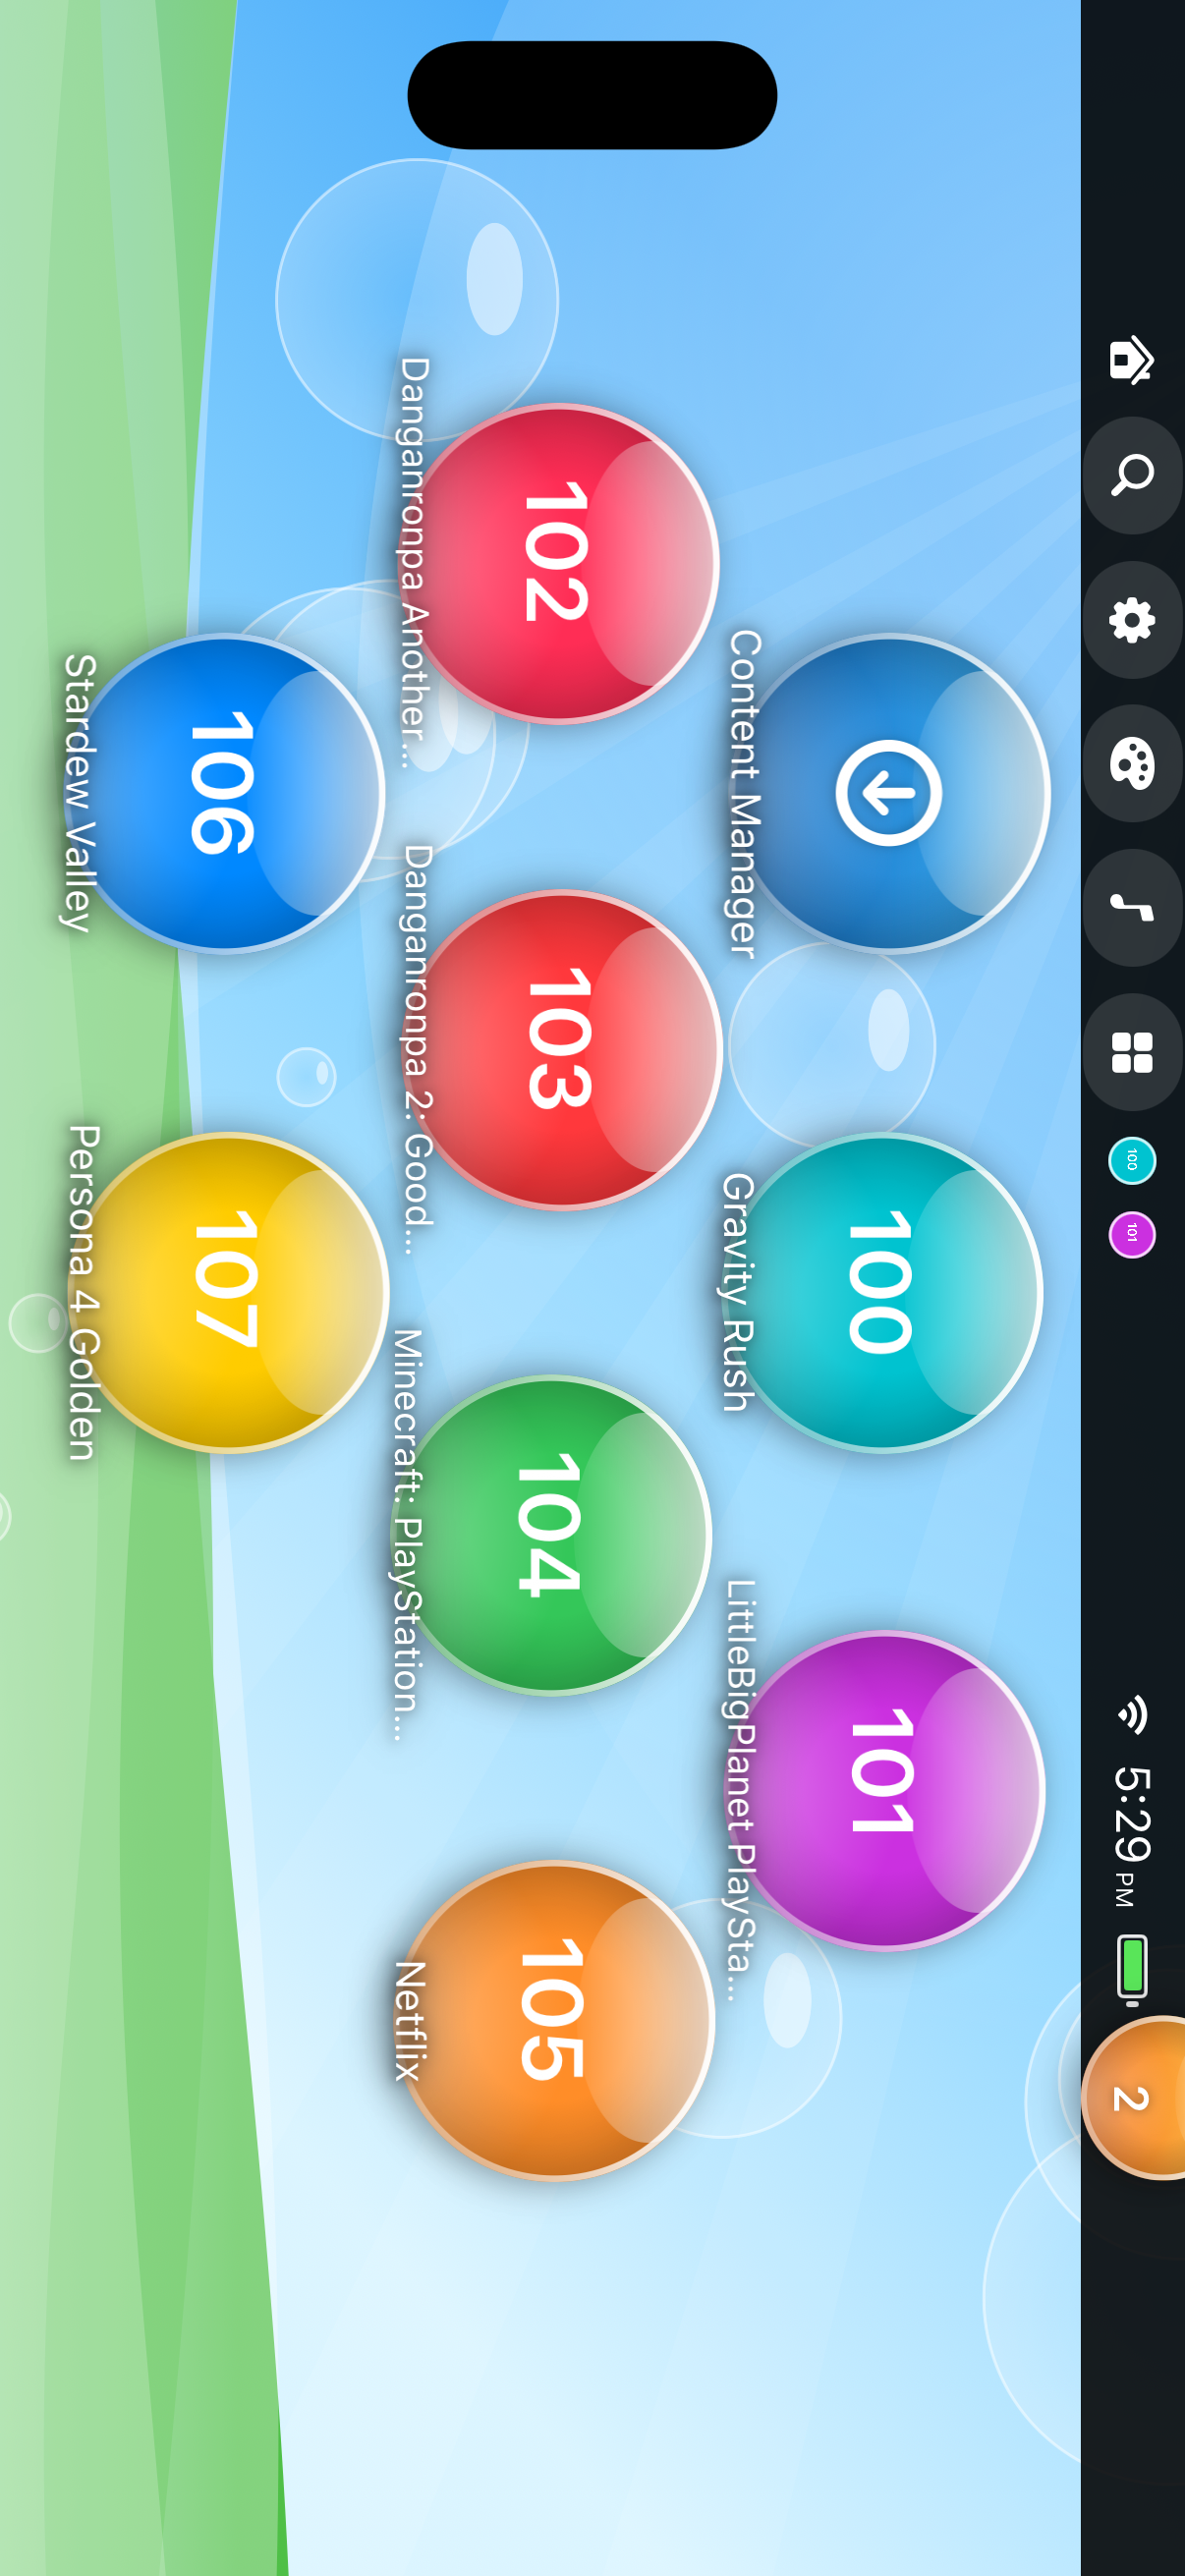 100
101
5:29 PM
2
Content Manager
100
Gravity Rush
101
LittleBigPlanet PlaySta...
102
Danganronpa Another...
103
Danganronpa 2: Good...
104
Minecraft: PlayStation...
105
Netflix
106
Stardew Valley
107
Persona 4 Golden